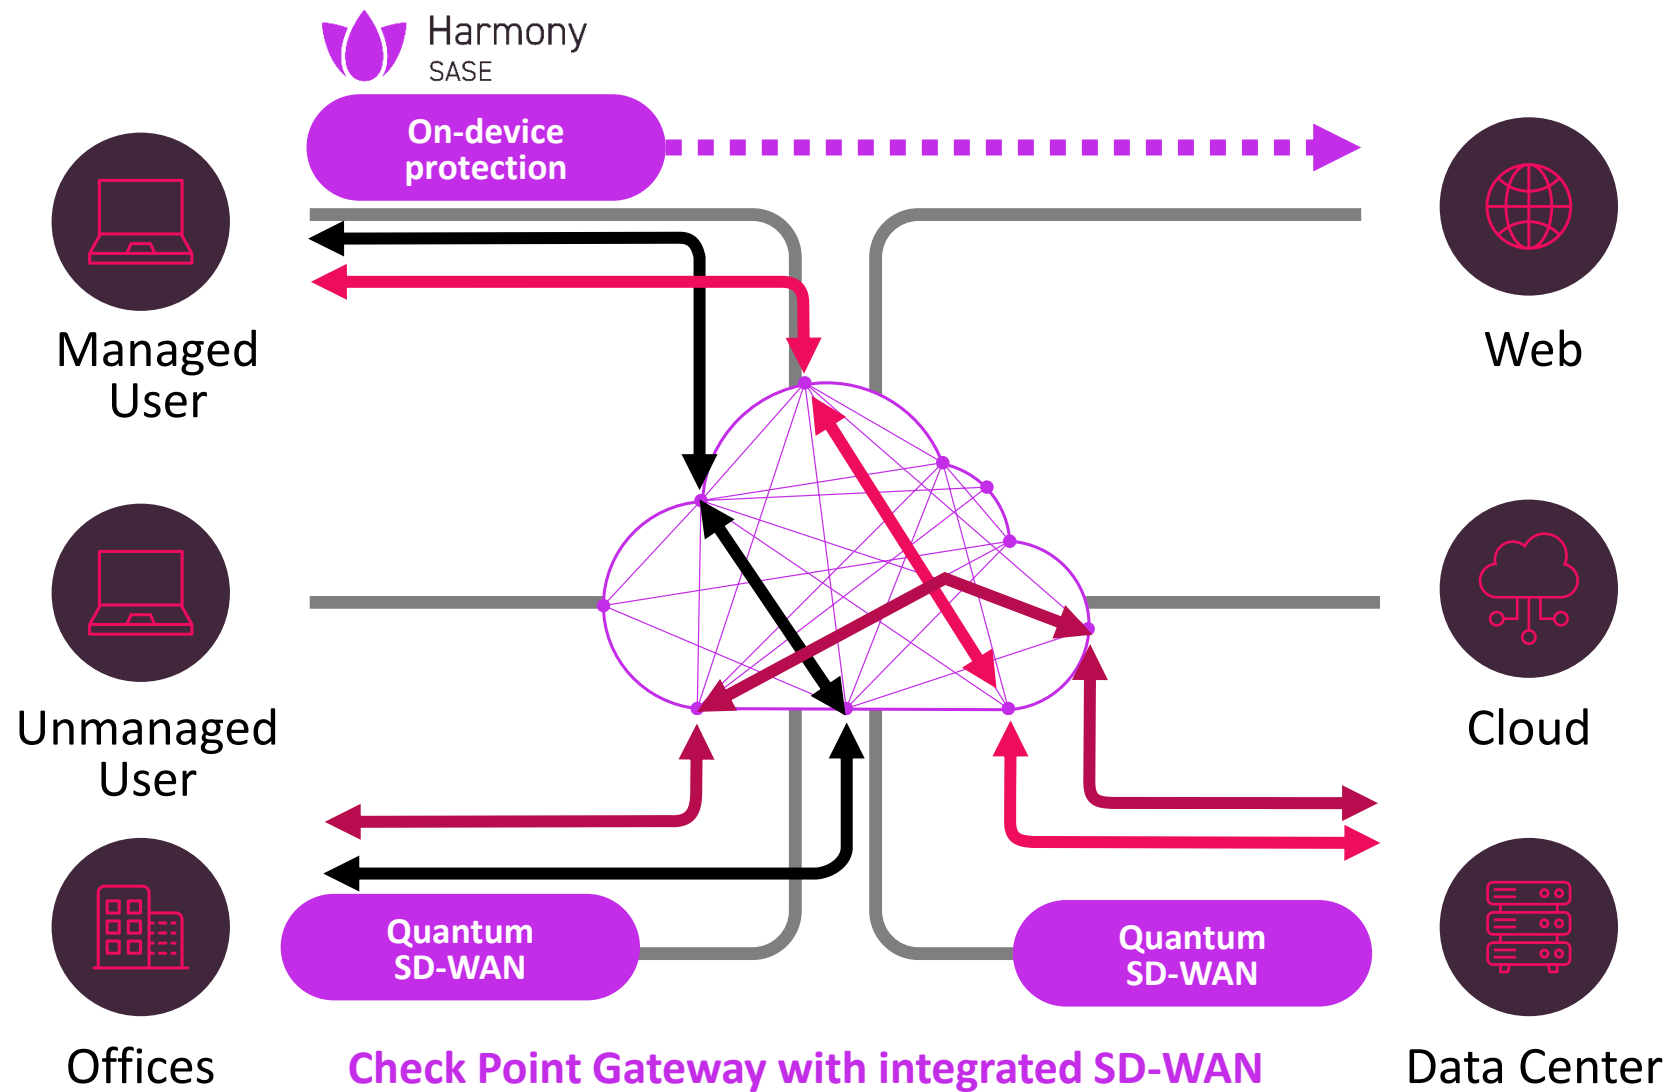 Harmony
SASE
On-device
protection
Managed
User
Web
Unmanaged
User
Cloud
Quantum
SD-WAN
Quantum
SD-WAN
Offices
Check Point Gateway with integrated SD-WAN
Data Center